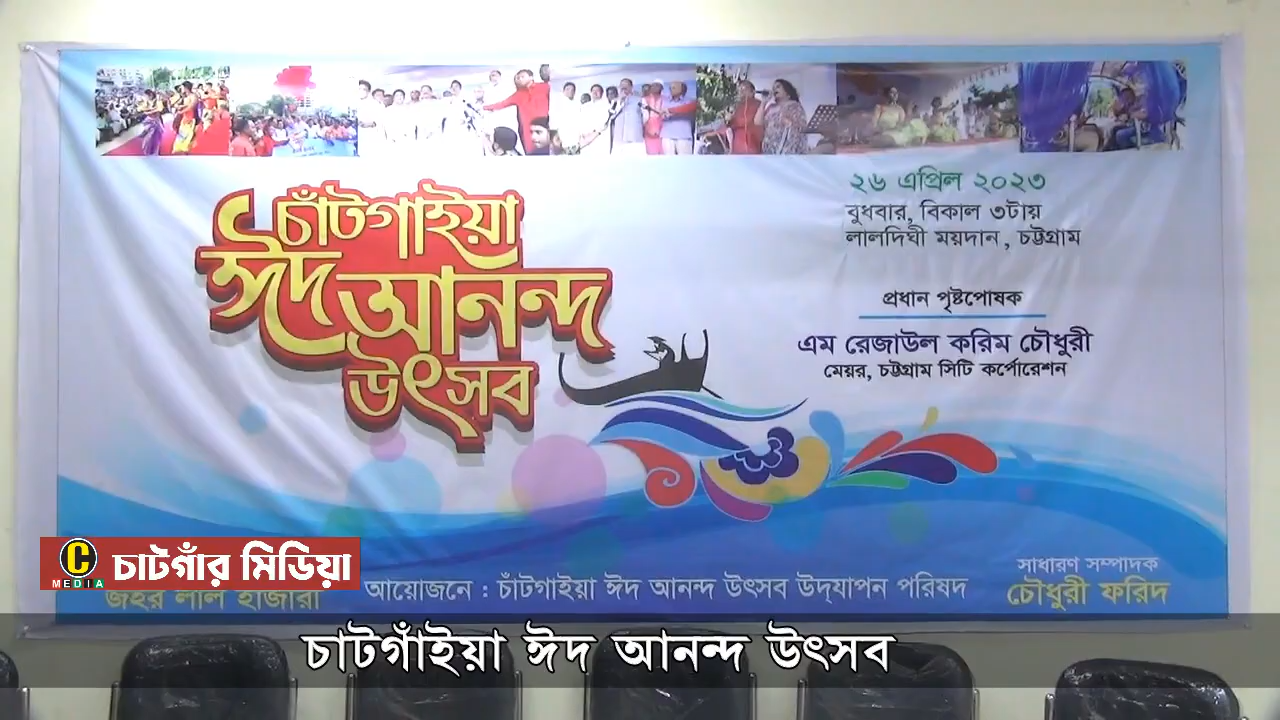 চাঁটগাইয়া
ঈদ আনন্দ
উৎসব
২৬ এপ্রিল ২০২৩
বুধবার, বিকাল ৩টায়
লালদিঘী ময়দান, চট্টগ্রাম
প্রধান পৃষ্টপোষক
এম রেজাউল করিম চৌধুরী
মেয়র, চট্টগ্রাম সিটি কর্পোরেশন
C MEDIA চাটগাঁর মিডিয়া
জহর লাল হাজারী
আয়োজনে : চাঁটগাইয়া ঈদ আনন্দ উৎসব উদ্‌যাপন পরিষদ
সাধারণ সম্পাদক
চৌধুরী ফরিদ
চাটগাঁইয়া ঈদ আনন্দ উৎসব